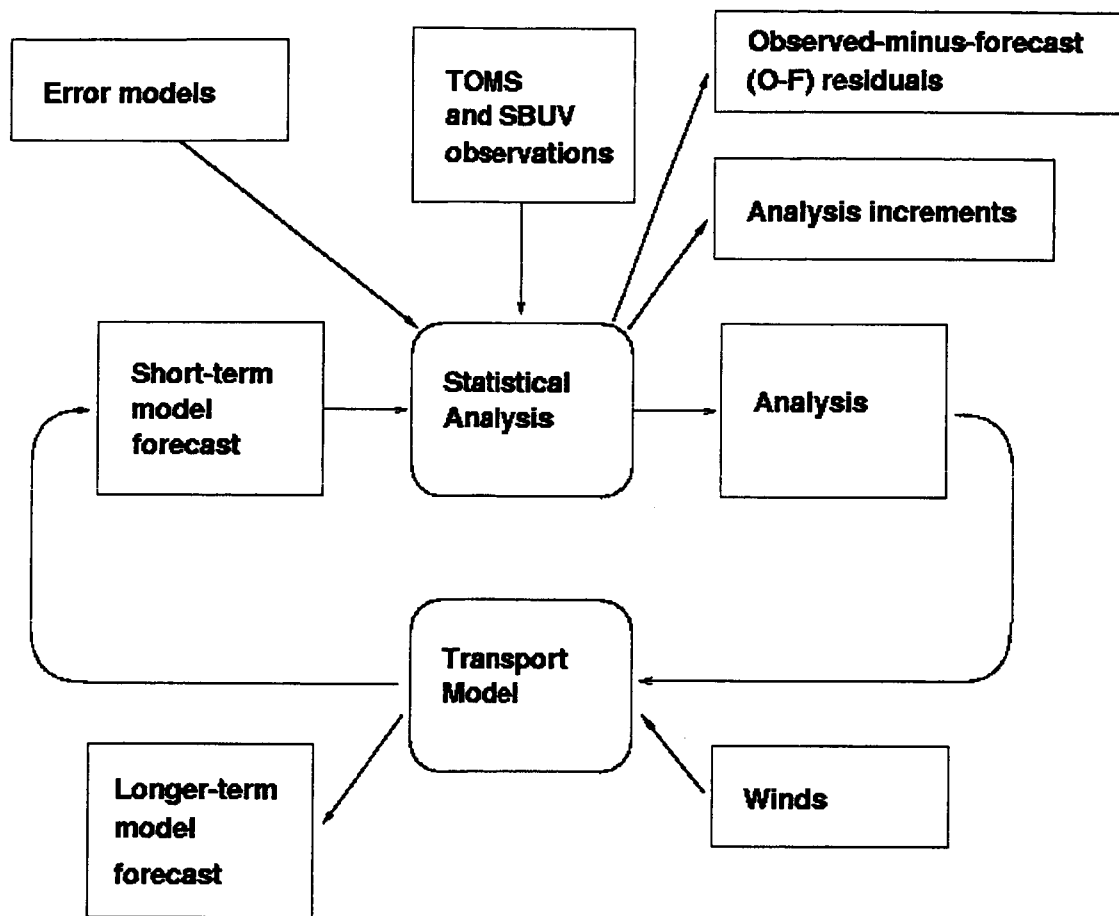 Error models
TOMS
and SBUV
observations
Observed-minus-forecast
(O-F) residuals
Analysis increments
Short-term
model
forecast
Statistical
Analysis
Analysis
Transport
Model
Longer-term
model
forecast
Winds